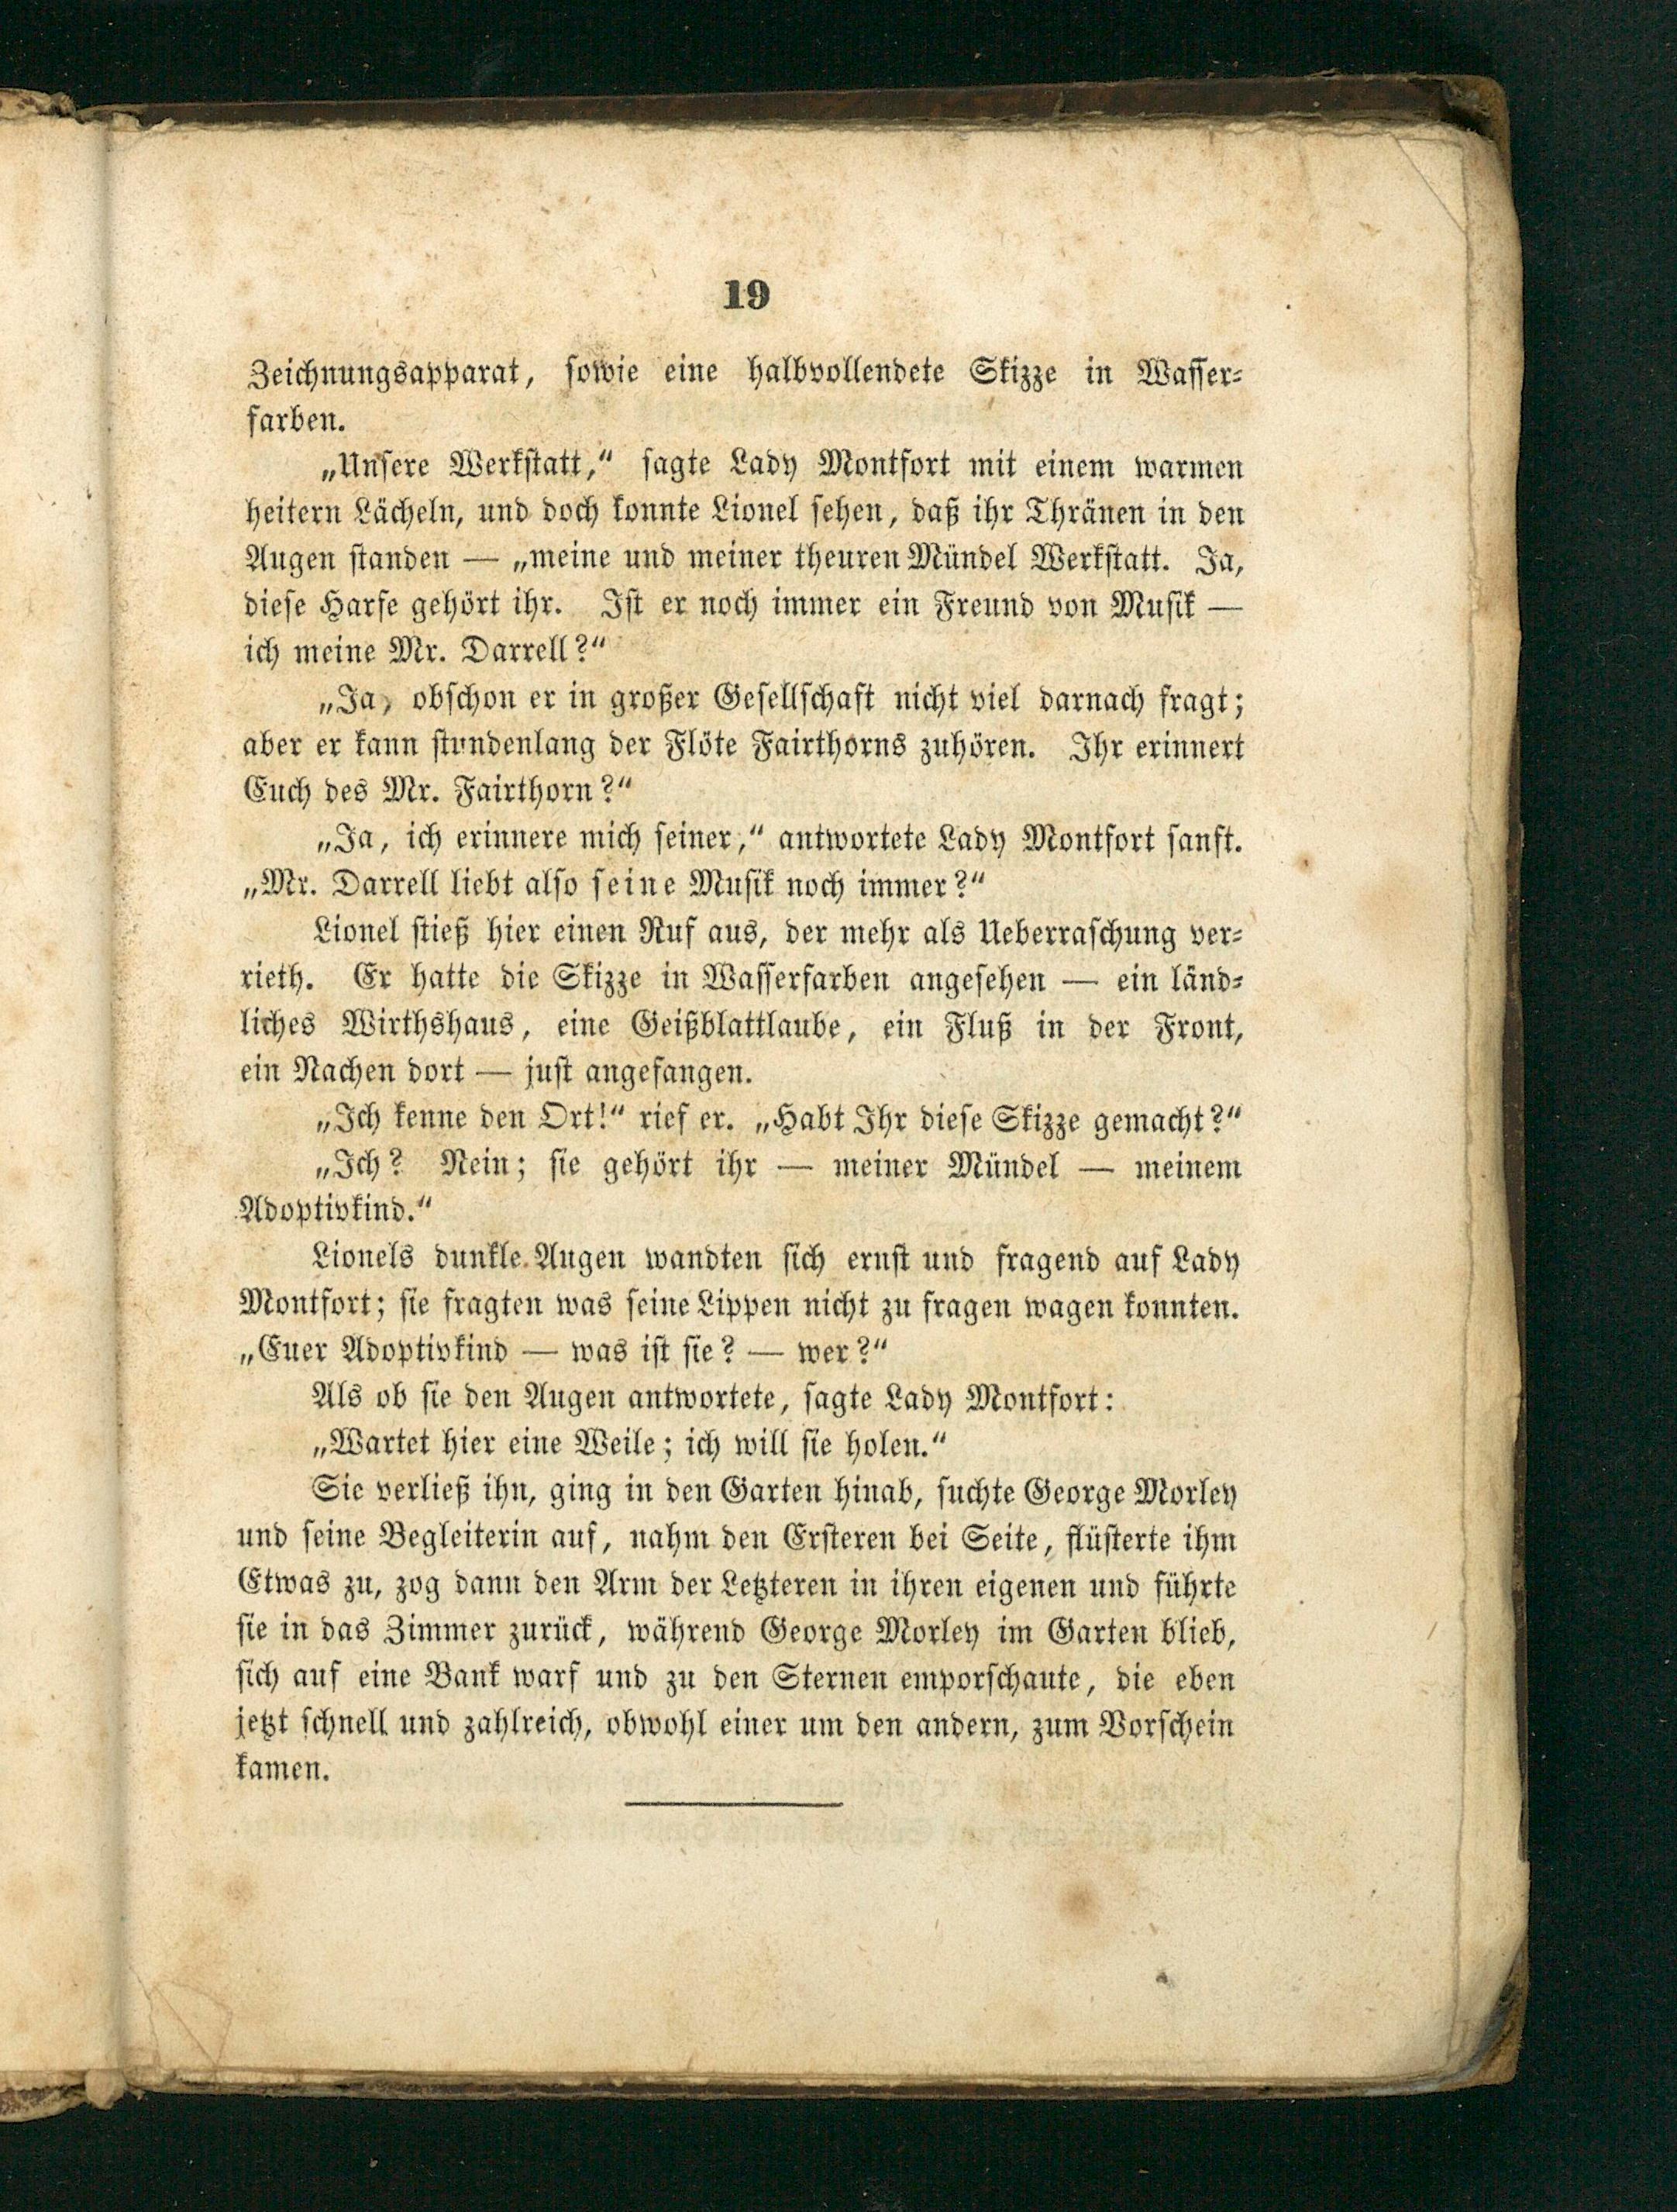 19
Zeichnungsapparat, sowie eine halbvollendete Skizze in Wasser-
farben.
„Unsere Werkstatt,“ sagte Lady Montfort mit einem warmen
heitern Lächeln, und doch konnte Lionel sehen, daß ihr Thränen in den
Augen standen — „meine und meiner theuren Mündel Werkstatt. Ja,
diese Harfe gehört ihr. Ist er noch immer ein Freund von Musik —
ich meine Mr. Darrell?“
„Ja, obschon er in großer Gesellschaft nicht viel darnach fragt;
aber er kann stundenlang der Flöte Fairthorns zuhören. Ihr erinnert
Euch des Mr. Fairthorn?“
„Ja, ich erinnere mich seiner,“ antwortete Lady Montfort sanft.
„Mr. Darrell liebt also seine Musik noch immer?“
Lionel stieß hier einen Ruf aus, der mehr als Ueberraschung ver-
rieth. Er hatte die Skizze in Wasserfarben angesehen — ein länd-
liches Wirthshaus, eine Geißblattlaube, ein Fluß in der Front,
ein Nachen dort — just angefangen.
„Ich kenne den Ort!“ rief er. „Habt Ihr diese Skizze gemacht?“
„Ich? Nein; sie gehört ihr — meiner Mündel — meinem
Adoptivkind.“
Lionels dunkle Augen wandten sich ernst und fragend auf Lady
Montfort; sie fragten was seine Lippen nicht zu fragen wagen konnten.
„Euer Adoptivkind — was ist sie? — wer?“
Als ob sie den Augen antwortete, sagte Lady Montfort:
„Wartet hier eine Weile; ich will sie holen.“
Sie verließ ihn, ging in den Garten hinab, suchte George Morley
und seine Begleiterin auf, nahm den Ersteren bei Seite, flüsterte ihm
Etwas zu, zog dann den Arm der Letzteren in ihren eigenen und führte
sie in das Zimmer zurück, während George Morley im Garten blieb,
sich auf eine Bank warf und zu den Sternen emporschaute, die eben
jetzt schnell und zahlreich, obwohl einer um den andern, zum Vorschein
kamen.